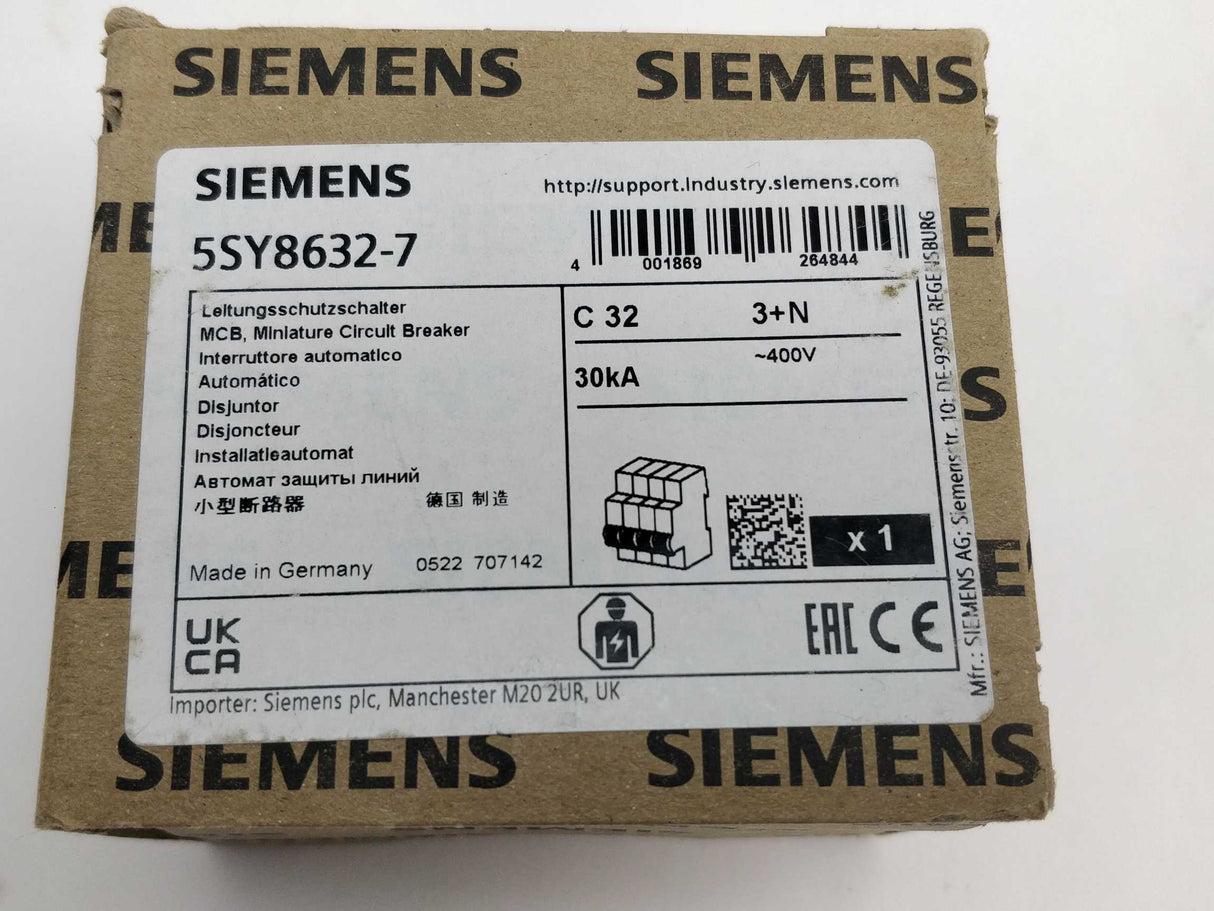 SIEMENS SIEMENS
SIEMENS
http://support.industry.siemens.com
5SY8632-7
4 001869 264844
Leitungsschutzschalter
MCB, Miniature Circuit Breaker
Interruttore automatico
Automático
Disjuntor
Disjoncteur
Installatieautomat
Автомат защиты линий
小型断路器 德国 制造
Made in Germany 0522 707142
C 32 3+N
~400V
30kA
x 1
UK
CA
EAC CE
Importer: Siemens plc, Manchester M20 2UR, UK
Mfr.: SIEMENS AG; Siemensstr. 10; DE-93055 REGENSBURG
ME E
S
ME E
SIEMENS SIEMENS